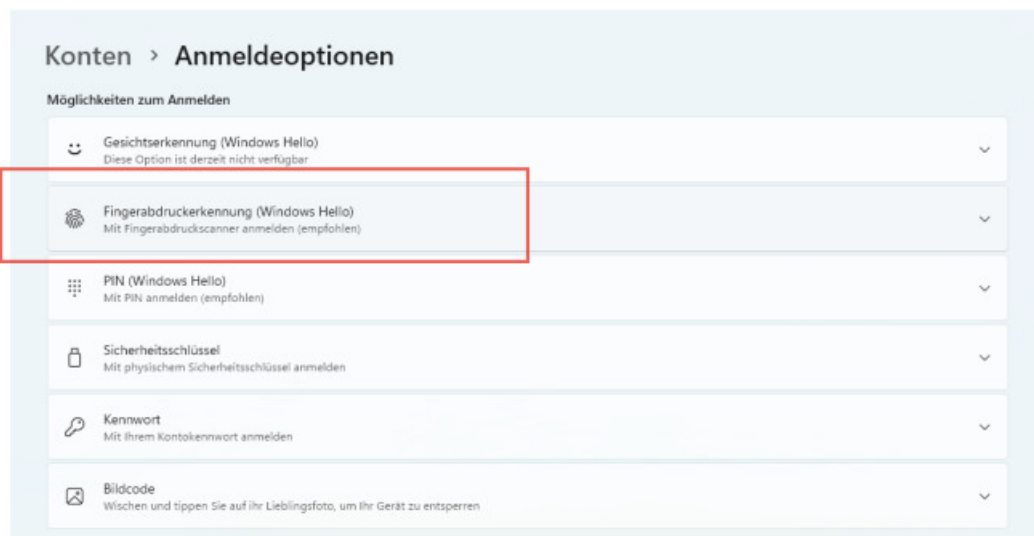 Konten > Anmeldeoptionen
Möglichkeiten zum Anmelden
Gesichtserkennung (Windows Hello)
Diese Option ist derzeit nicht verfügbar
Fingerabdruckerkennung (Windows Hello)
Mit Fingerabdruckscanner anmelden (empfohlen)
PIN (Windows Hello)
Mit PIN anmelden (empfohlen)
Sicherheitsschlüssel
Mit physischem Sicherheitsschlüssel anmelden
Kennwort
Mit Ihrem Kontokennwort anmelden
Bildcode
Wischen und tippen Sie auf ihr Lieblingsfoto, um Ihr Gerät zu entsperren